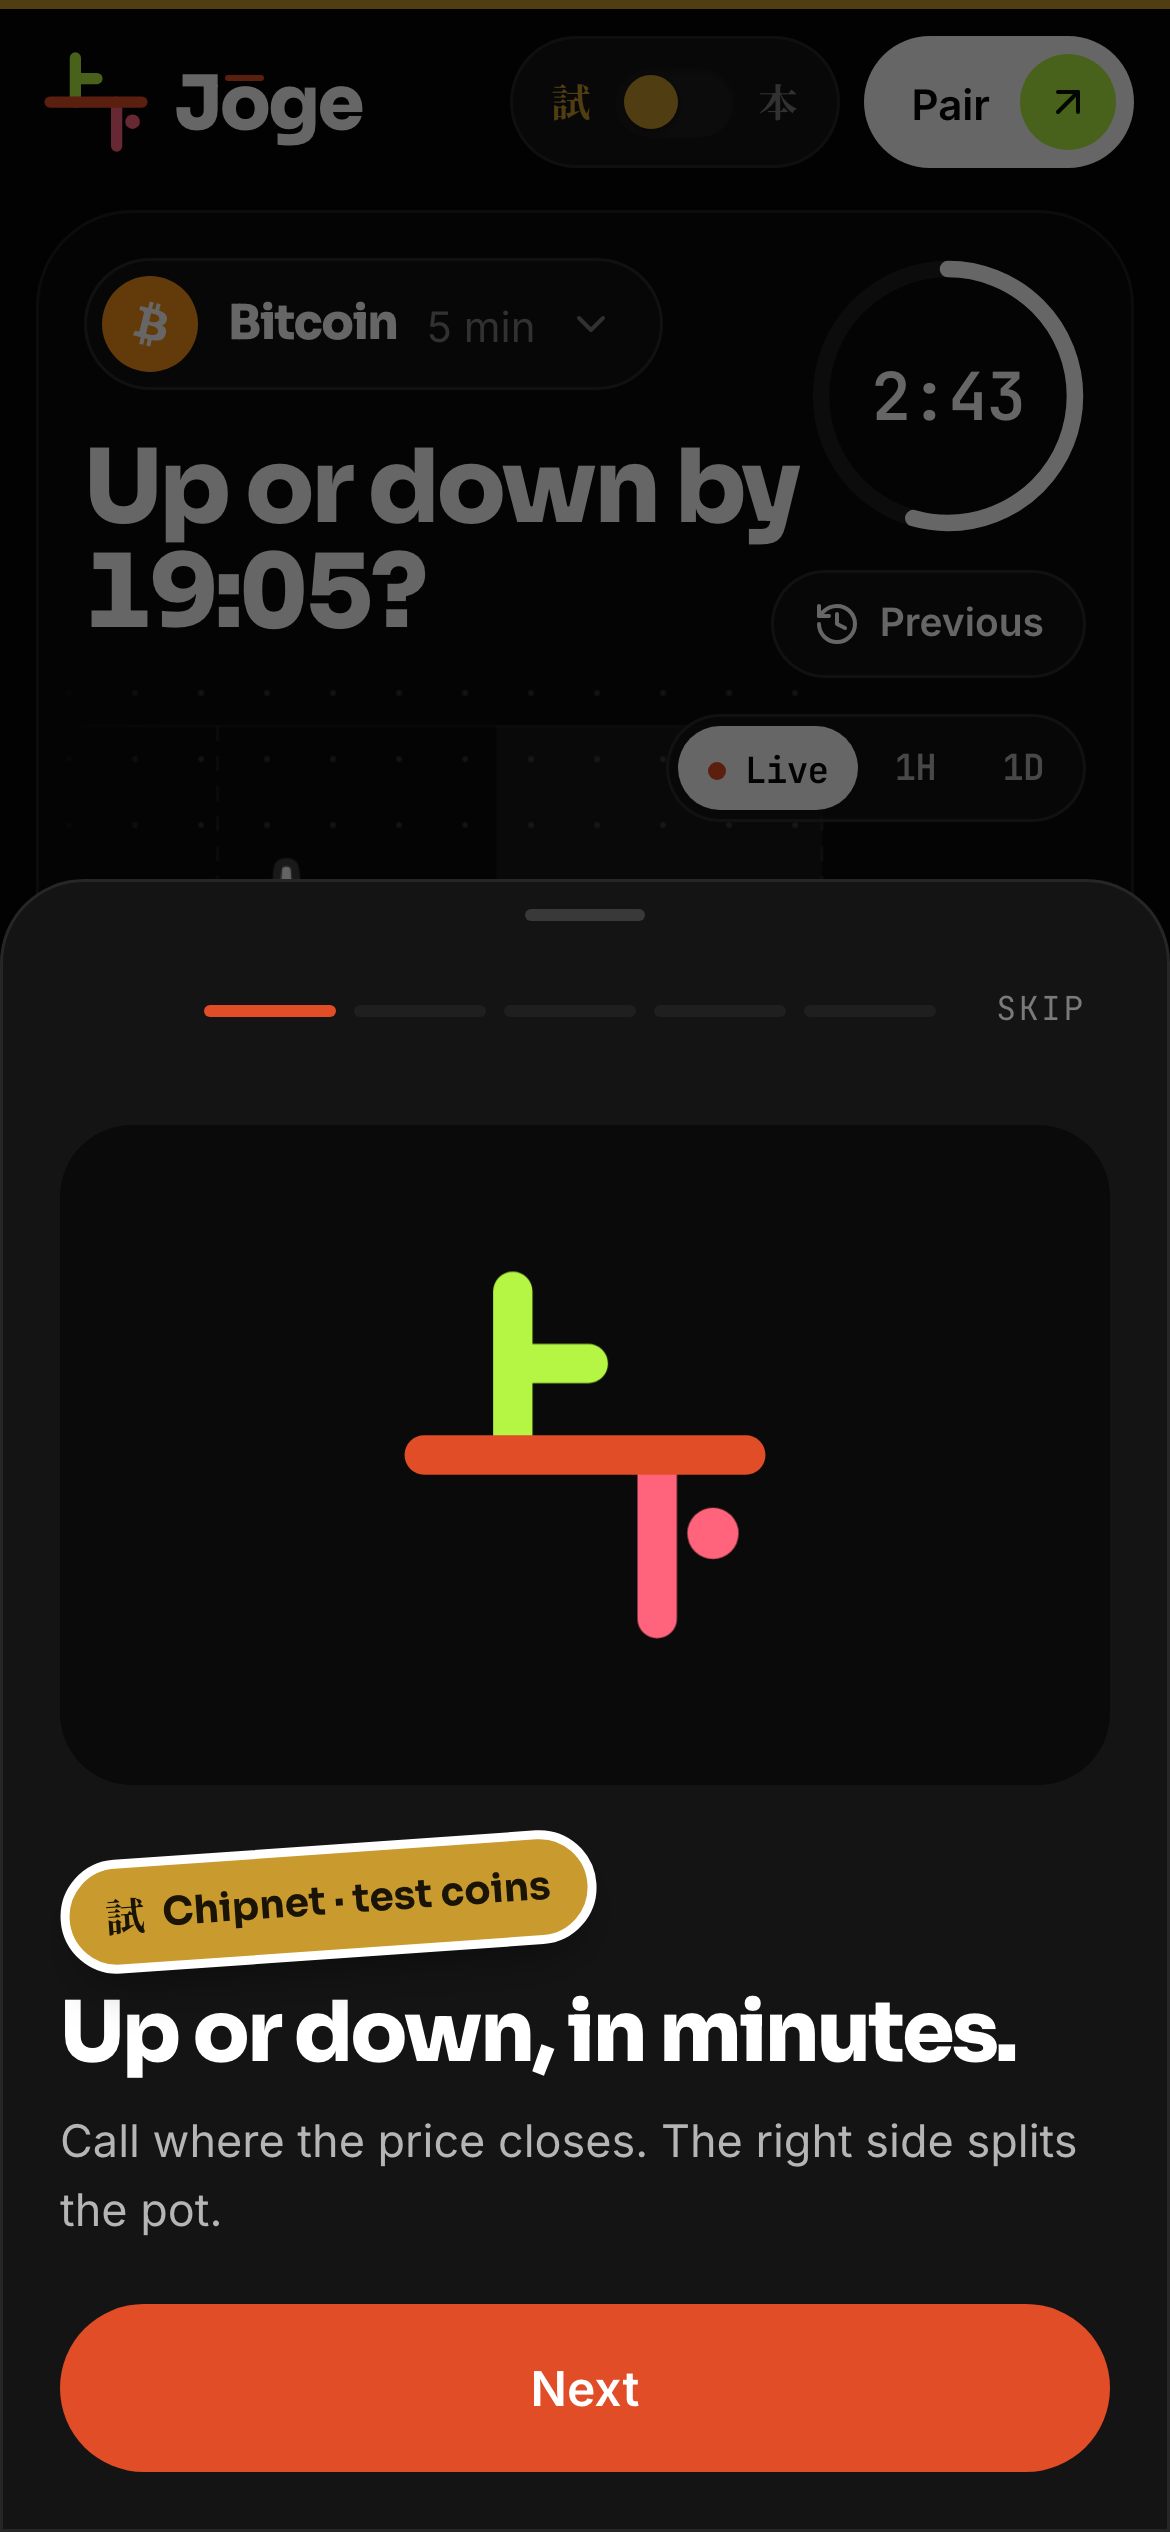 Jōge
試 本
Pair
Bitcoin 5 min
2:43
Up or down by
19:05?
Previous
Live 1H 1D
SKIP
試 Chipnet · test coins
Up or down, in minutes.
Call where the price closes. The right side splits
the pot.
Next